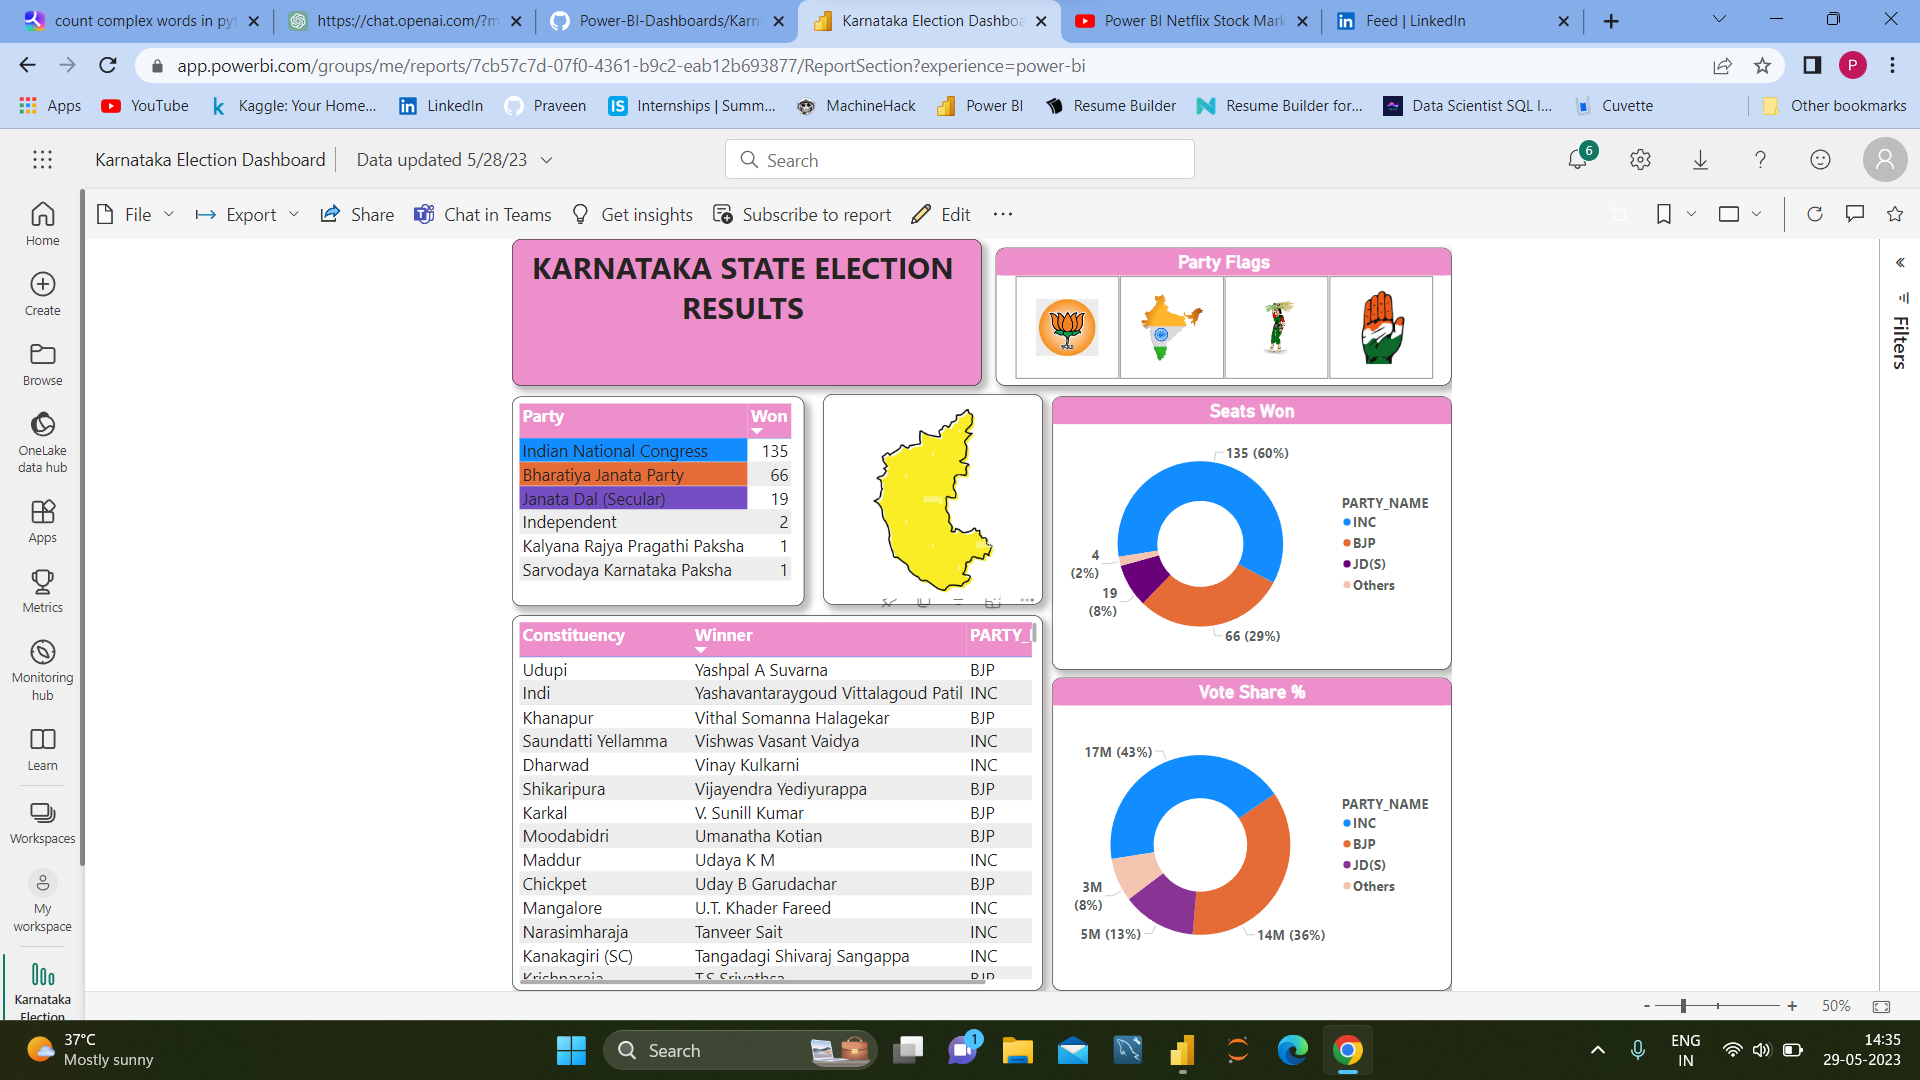 count complex words in pyt
https://chat.openai.com/?m
Power-BI-Dashboards/Karna
Karnataka Election Dashboa
Power BI Netflix Stock Mark
Feed | LinkedIn
app.powerbi.com/groups/me/reports/7cb57c7d-07f0-4361-b9c2-eab12b693877/ReportSection?experience=power-bi
P
Apps
YouTube
Kaggle: Your Home...
LinkedIn
Praveen
Internships | Summ...
MachineHack
Power BI
Resume Builder
Resume Builder for...
Data Scientist SQL I...
Cuvette
Other bookmarks
Karnataka Election Dashboard
Data updated 5/28/23
Search
6
File
Export
Share
Chat in Teams
Get insights
Subscribe to report
Edit
Home
Create
Browse
OneLake
data hub
Apps
Metrics
Monitoring
hub
Learn
Workspaces
My
workspace
Karnataka
Election
KARNATAKA STATE ELECTION
RESULTS
Party Flags
Filters
Party Won
Indian National Congress 135
Bharatiya Janata Party 66
Janata Dal (Secular) 19
Independent 2
Kalyana Rajya Pragathi Paksha 1
Sarvodaya Karnataka Paksha 1
Seats Won
135 (60%)
4
(2%)
19
(8%)
66 (29%)
PARTY_NAME
INC
BJP
JD(S)
Others
Constituency Winner PARTY_
Udupi Yashpal A Suvarna BJP
Indi Yashavantaraygoud Vittalagoud Patil INC
Khanapur Vithal Somanna Halagekar BJP
Saundatti Yellamma Vishwas Vasant Vaidya INC
Dharwad Vinay Kulkarni INC
Shikaripura Vijayendra Yediyurappa BJP
Karkal V. Sunill Kumar BJP
Moodabidri Umanatha Kotian BJP
Maddur Udaya K M INC
Chickpet Uday B Garudachar BJP
Mangalore U.T. Khader Fareed INC
Narasimharaja Tanveer Sait INC
Kanakagiri (SC) Tangadagi Shivaraj Sangappa INC
Krishnaraja T.S Srivathsa BJP
Vote Share %
17M (43%)
3M
(8%)
5M (13%)
14M (36%)
PARTY_NAME
INC
BJP
JD(S)
Others
- + 50%
37°C
Mostly sunny
Search
1
ENG
IN
14:35
29-05-2023